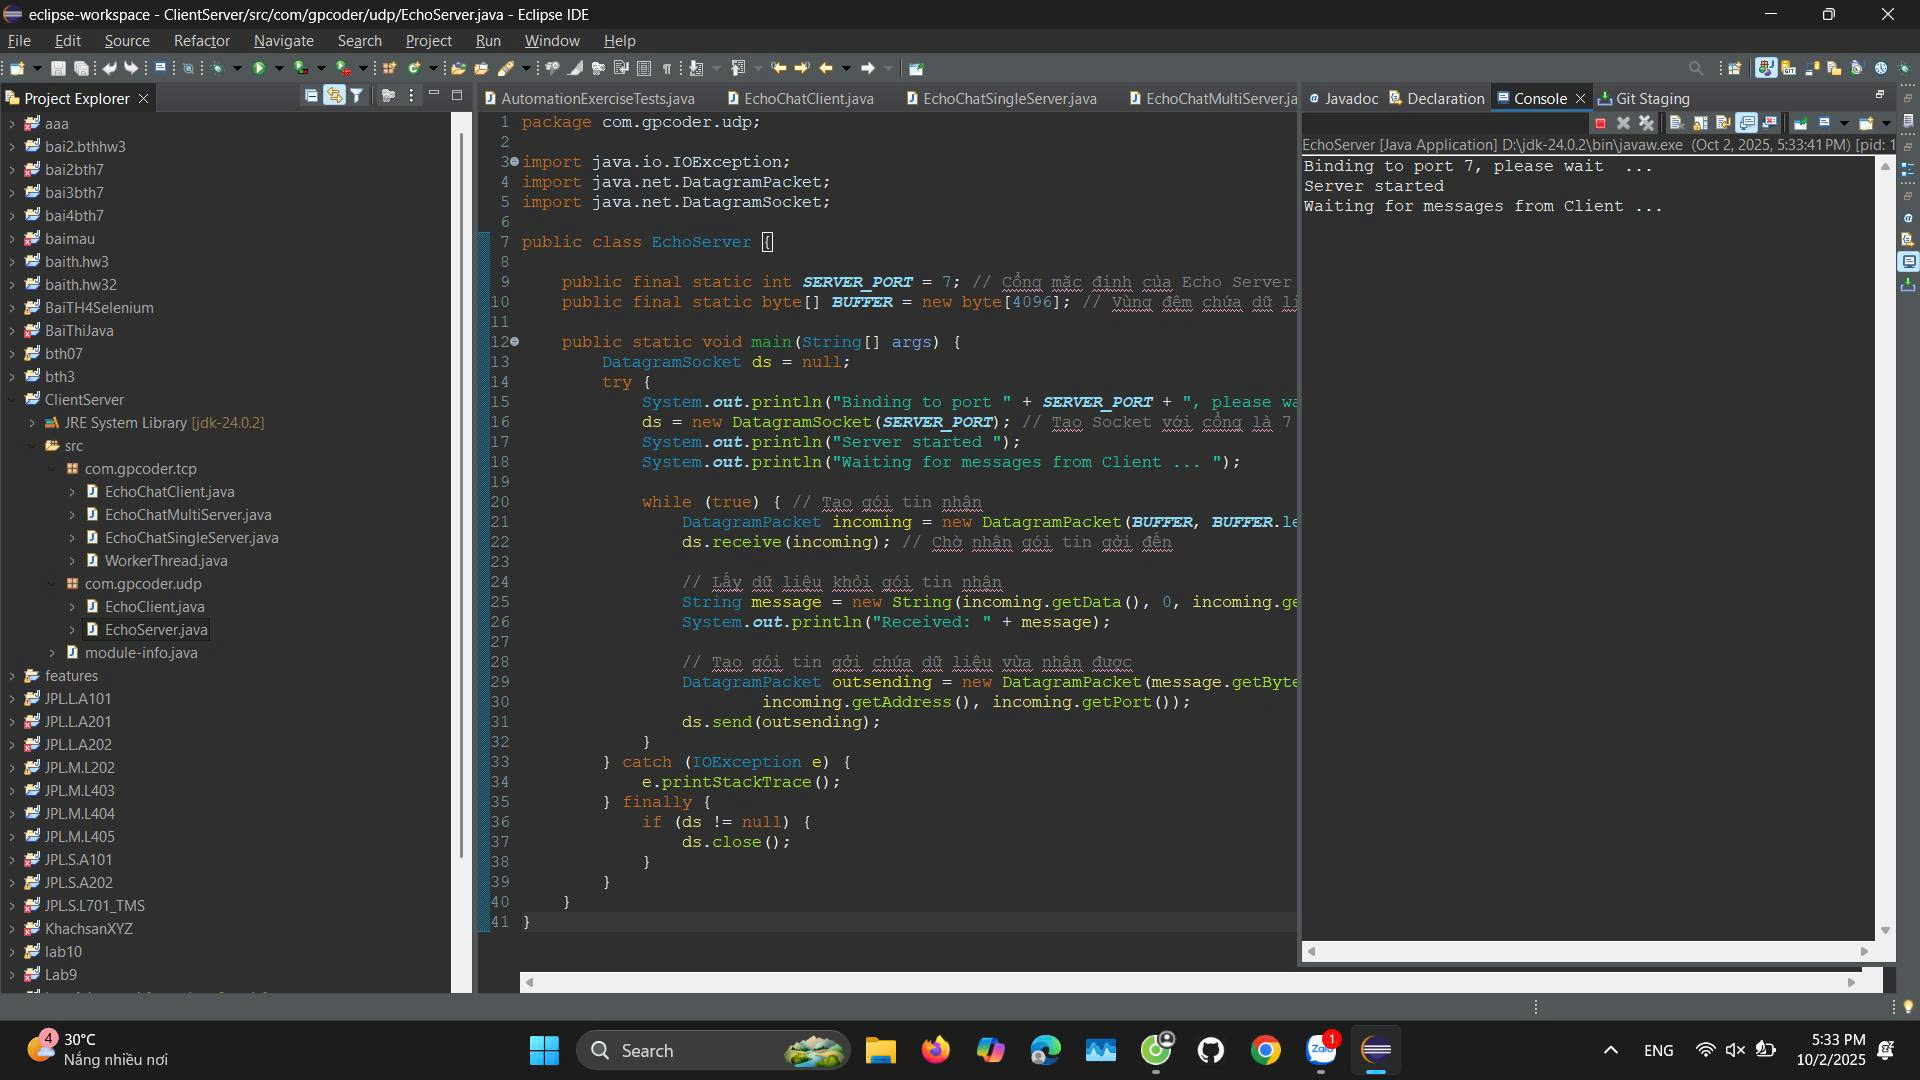 eclipse-workspace - ClientServer/src/com/gpcoder/udp/EchoServer.java - Eclipse IDE
File Edit Source Refactor Navigate Search Project Run Window Help
Project Explorer
aaa
bai2.bthhw3
bai2bth7
bai3bth7
bai4bth7
baimau
baith.hw3
baith.hw32
BaiTH4Selenium
BaiThiJava
bth07
bth3
ClientServer
JRE System Library [jdk-24.0.2]
src
com.gpcoder.tcp
EchoChatClient.java
EchoChatMultiServer.java
EchoChatSingleServer.java
WorkerThread.java
com.gpcoder.udp
EchoClient.java
EchoServer.java
module-info.java
features
JPL.L.A101
JPL.L.A201
JPL.L.A202
JPL.M.L202
JPL.M.L403
JPL.M.L404
JPL.M.L405
JPL.S.A101
JPL.S.A202
JPL.S.L701_TMS
KhachsanXYZ
lab10
Lab9
AutomationExerciseTests.java EchoChatClient.java EchoChatSingleServer.java EchoChatMultiServer.ja
1 package com.gpcoder.udp;
2
3 import java.io.IOException;
4 import java.net.DatagramPacket;
5 import java.net.DatagramSocket;
6
7 public class EchoServer {
8
9 public final static int SERVER_PORT = 7; // Cổng mặc định của Echo Server
10 public final static byte[] BUFFER = new byte[4096]; // Vùng đệm chứa dữ li
11
12 public static void main(String[] args) {
13 DatagramSocket ds = null;
14 try {
15 System.out.println("Binding to port " + SERVER_PORT + ", please wa
16 ds = new DatagramSocket(SERVER_PORT); // Tạo Socket với cổng là 7
17 System.out.println("Server started ");
18 System.out.println("Waiting for messages from Client ... ");
19
20 while (true) { // Tạo gói tin nhận
21 DatagramPacket incoming = new DatagramPacket(BUFFER, BUFFER.le
22 ds.receive(incoming); // Chờ nhận gói tin gởi đến
23
24 // Lấy dữ liệu khỏi gói tin nhận
25 String message = new String(incoming.getData(), 0, incoming.ge
26 System.out.println("Received: " + message);
27
28 // Tạo gói tin gởi chứa dữ liệu vừa nhận được
29 DatagramPacket outsending = new DatagramPacket(message.getByte
30 incoming.getAddress(), incoming.getPort());
31 ds.send(outsending);
32 }
33 } catch (IOException e) {
34 e.printStackTrace();
35 } finally {
36 if (ds != null) {
37 ds.close();
38 }
39 }
40 }
41 }
Javadoc Declaration Console Git Staging
EchoServer [Java Application] D:\jdk-24.0.2\bin\javaw.exe (Oct 2, 2025, 5:33:41 PM) [pid: 1
Binding to port 7, please wait ...
Server started
Waiting for messages from Client ...
4
30°C
Nắng nhiều nơi
Search
Zalo
1
ENG
5:33 PM
10/2/2025